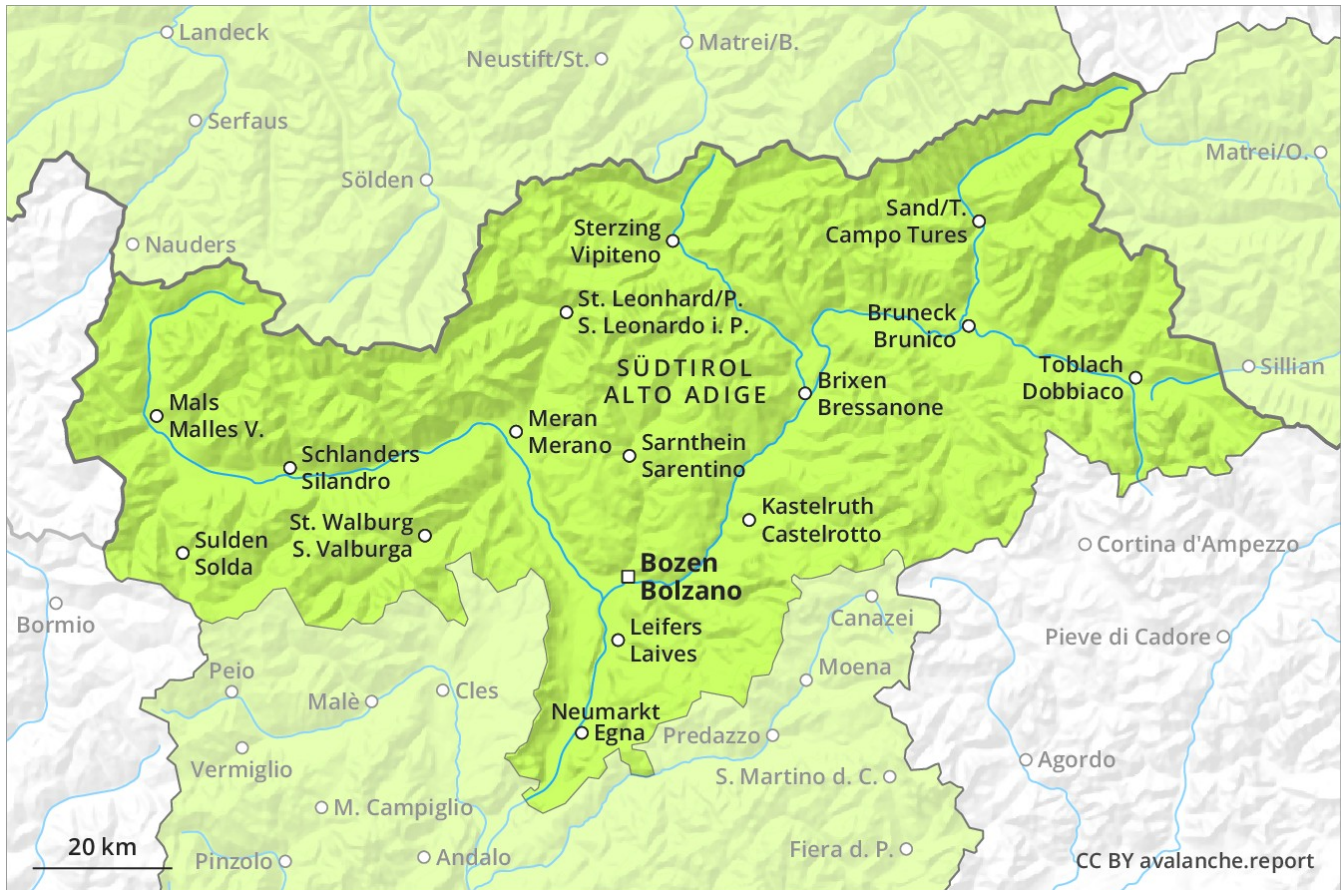 Landeck
Matrei/B.
Neustift/St.
Serfaus
Matrei/O.
Sölden
Sand/T.
Campo Tures
Sterzing
Vipiteno
Nauders
St. Leonhard/P.
S. Leonardo i. P.
Bruneck
Brunico
SÜDTIROL
ALTO ADIGE
Toblach
Dobbiaco
Sillian
Brixen
Bressanone
Mals
Malles V.
Meran
Merano
Sarnthein
Sarentino
Schlanders
Silandro
Kastelruth
Castelrotto
St. Walburg
S. Valburga
Sulden
Solda
Cortina d'Ampezzo
Bozen
Bolzano
Bormio
Canazei
Leifers
Laives
Pieve di Cadore
Peio
Moena
Malè
Cles
Neumarkt
Egna
Predazzo
Vermiglio
Agordo
S. Martino d. C.
M. Campiglio
20 km
Pinzolo
Andalo
Fiera d. P.
CC BY avalanche.report